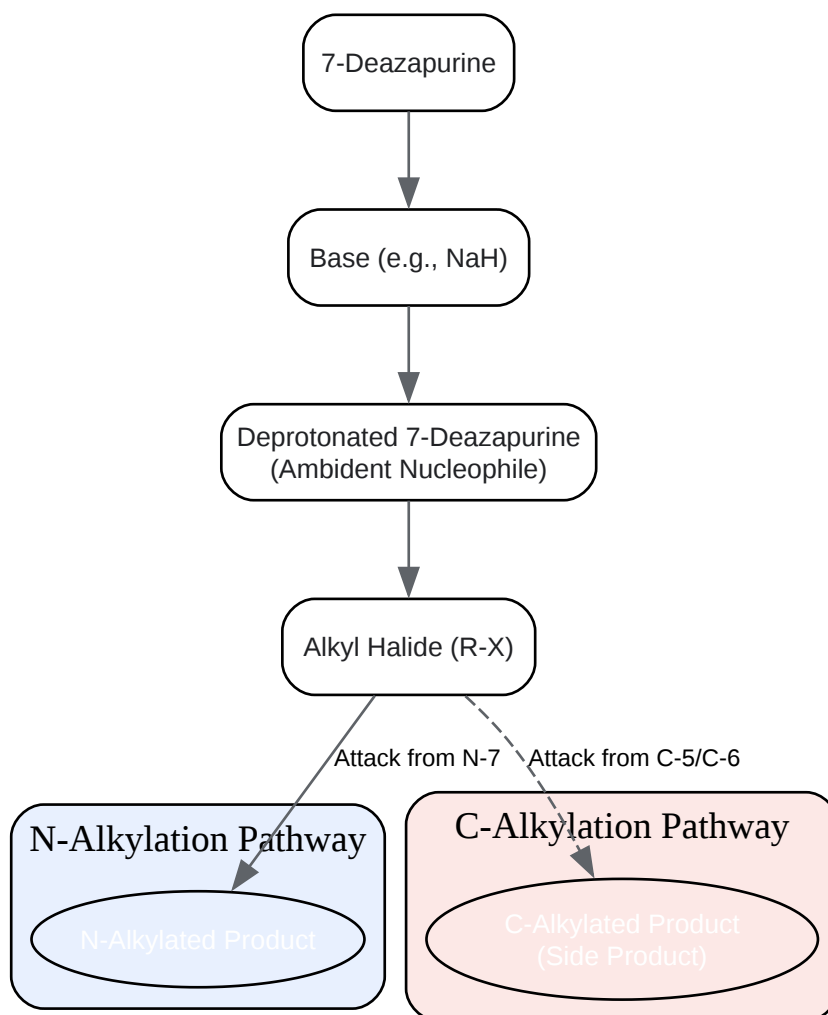 7-Deazapurine
Base (e.g., NaH)
Deprotonated 7-Deazapurine
(Ambident Nucleophile)
Alkyl Halide (R-X)
Attack from N-7
Attack from C-5/C-6
N-Alkylation Pathway
C-Alkylation Pathway
N-Alkylated Product
C-Alkylated Product
(Side Product)